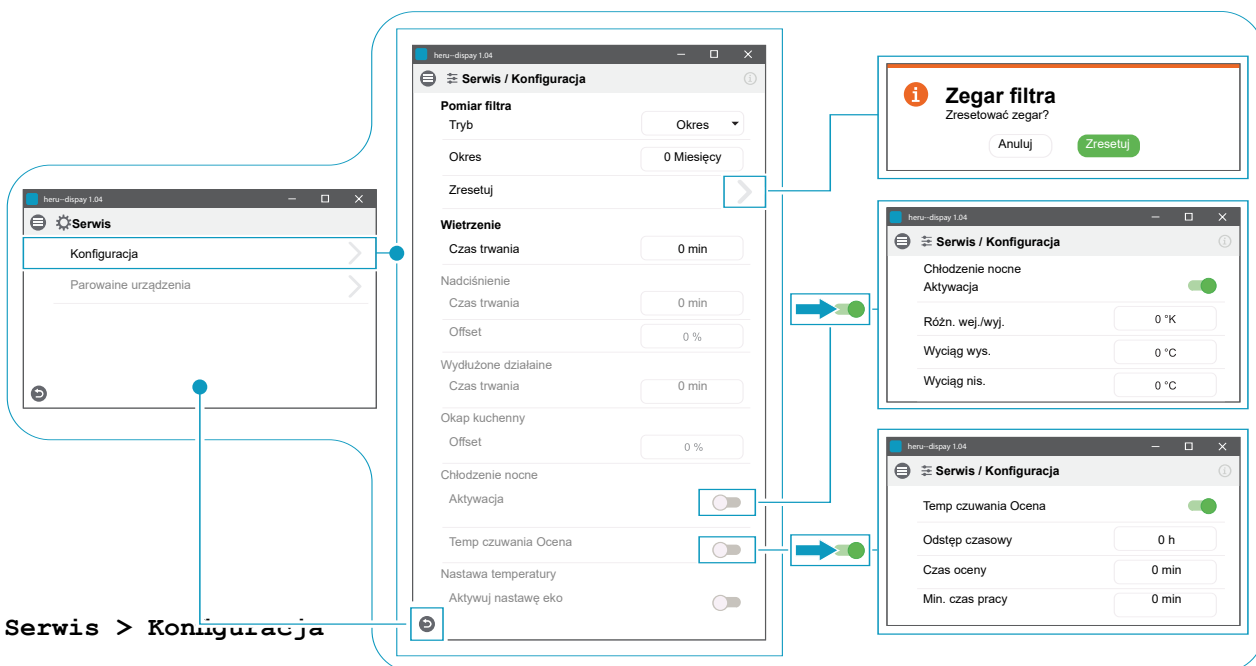 heru–dispay 1.04
Serwis
Konfiguracja
Parowaine urządzenia
heru–dispay 1.04
Serwis / Konfiguracja
Pomiar filtra
Tryb Okres
Okres 0 Miesięcy
Zresetuj
Wietrzenie
Czas trwania 0 min
Nadciśnienie
Czas trwania 0 min
Offset 0 %
Wydłużone działaine
Czas trwania 0 min
Okap kuchenny
Offset 0 %
Chłodzenie nocne
Aktywacja
Temp czuwania Ocena
Nastawa temperatury
Aktywuj nastawę eko
Zegar filtra
Zresetować zegar?
Anuluj Zresetuj
heru–dispay 1.04
Serwis / Konfiguracja
Chłodzenie nocne
Aktywacja
Różn. wej./wyj. 0 °K
Wyciąg wys. 0 °C
Wyciąg nis. 0 °C
heru–dispay 1.04
Serwis / Konfiguracja
Temp czuwania Ocena
Odstęp czasowy 0 h
Czas oceny 0 min
Min. czas pracy 0 min
Serwis > Konfiguracja